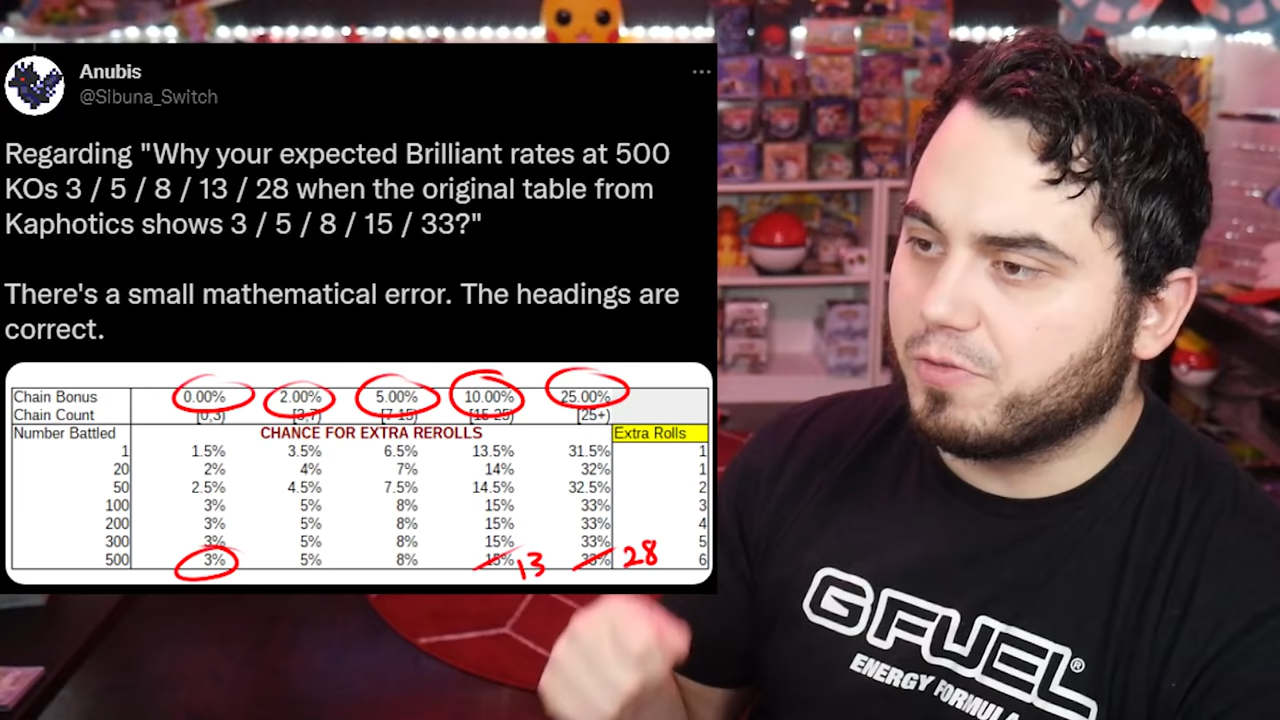 Anubis
@Sibuna_Switch
Regarding "Why your expected Brilliant rates at 500
KOs 3 / 5 / 8 / 13 / 28 when the original table from
Kaphotics shows 3 / 5 / 8 / 15 / 33?"
There's a small mathematical error. The headings are
correct.
Chain Bonus 0.00% 2.00% 5.00% 10.00% 25.00%
Chain Count [0,3) [3,7) [7-15) [15-25) [25+)
Number Battled CHANCE FOR EXTRA REROLLS Extra Rolls
1 1.5% 3.5% 6.5% 13.5% 31.5% 1
20 2% 4% 7% 14% 32% 1
50 2.5% 4.5% 7.5% 14.5% 32.5% 2
100 3% 5% 8% 15% 33% 3
200 3% 5% 8% 15% 33% 4
300 3% 5% 8% 15% 33% 5
500 3% 5% 8% 15% 13 33% 28 6
G FUEL®
ENERGY FORMULA